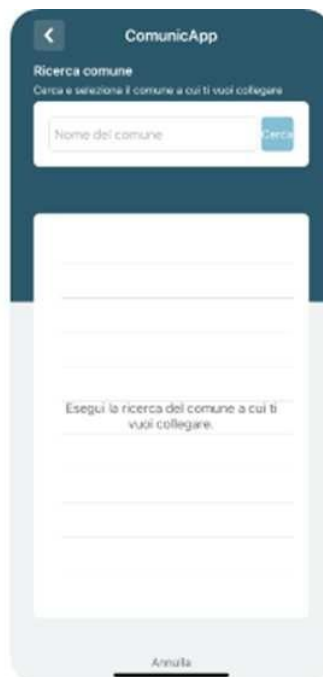 ComunicApp
Ricerca comune
Cerca e seleziona il comune a cui ti vuoi collegare
Nome del comune
Cerca
Esegui la ricerca del comune a cui ti
vuoi collegare.
Annulla